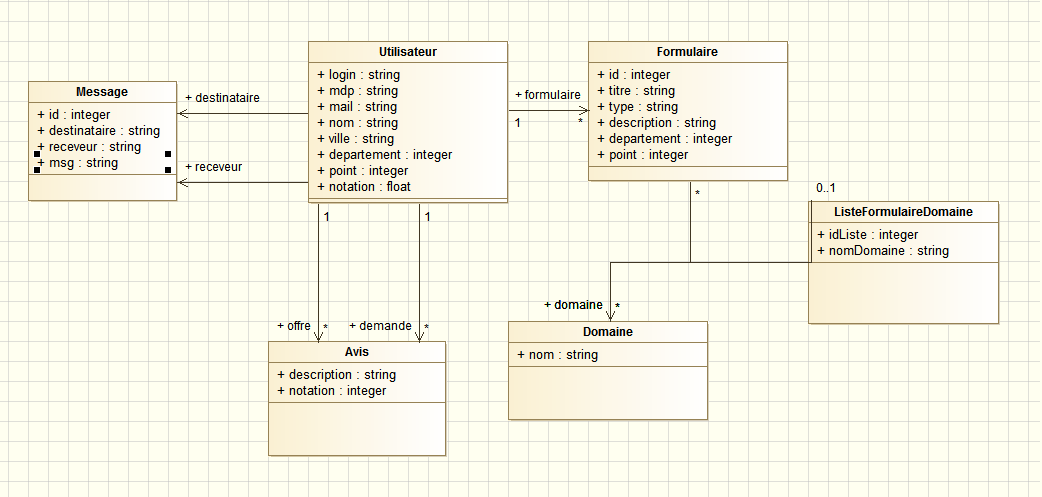 Message
+ id : integer
+ destinataire : string
+ receveur : string
+ msg : string
+ destinataire
+ receveur
Utilisateur
+ login : string
+ mdp : string
+ mail : string
+ nom : string
+ ville : string
+ departement : integer
+ point : integer
+ notation : float
+ formulaire
1
*
Formulaire
+ id : integer
+ titre : string
+ type : string
+ description : string
+ departement : integer
+ point : integer
*
0..1
ListeFormulaireDomaine
+ idListe : integer
+ nomDomaine : string
1
1
+ offre
*
+ demande
*
+ domaine
*
Avis
+ description : string
+ notation : integer
Domaine
+ nom : string